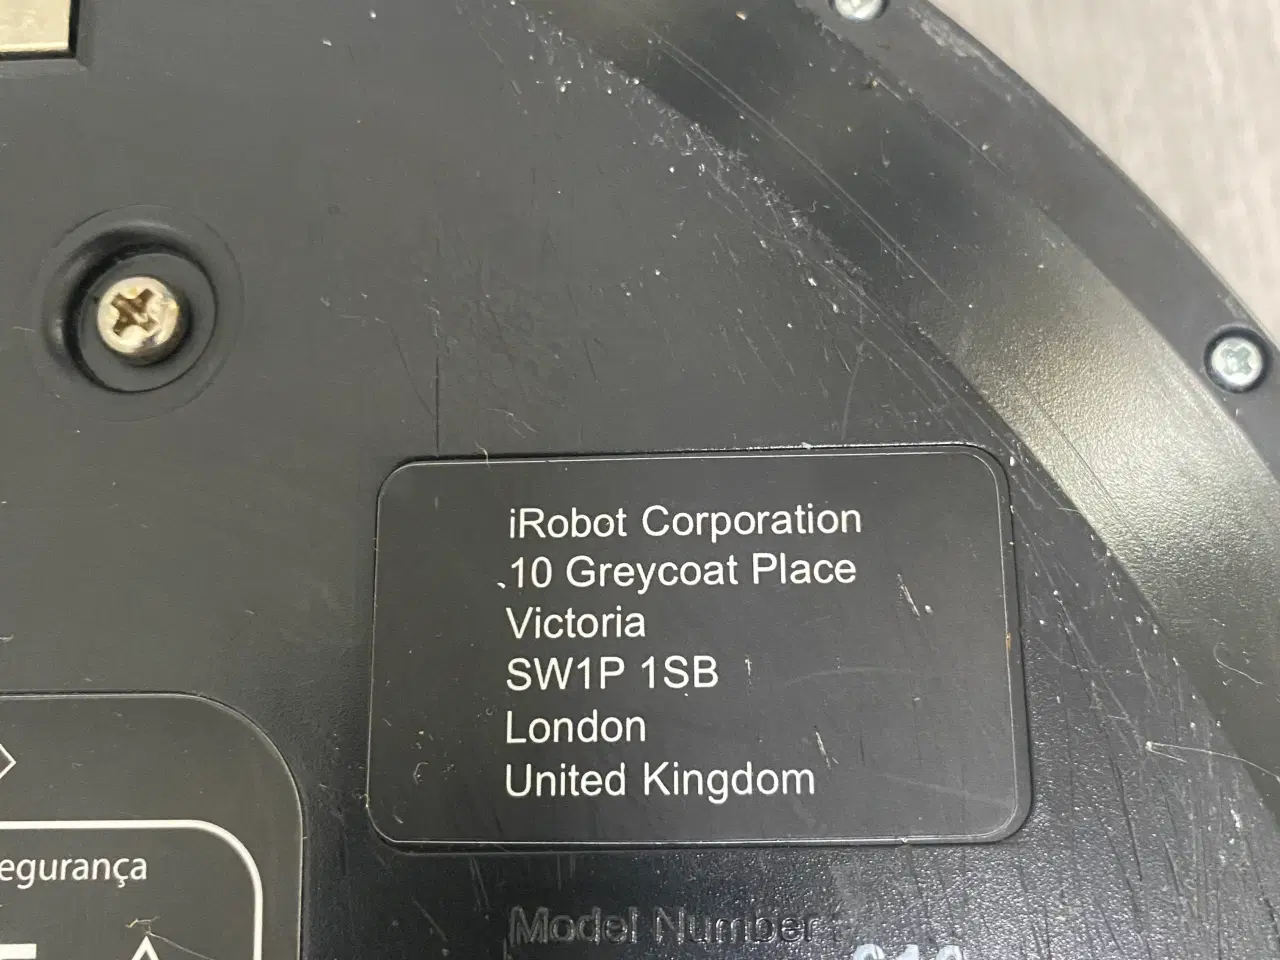 iRobot Corporation
10 Greycoat Place
Victoria
SW1P 1SB
London
United Kingdom
egurança
Model Number